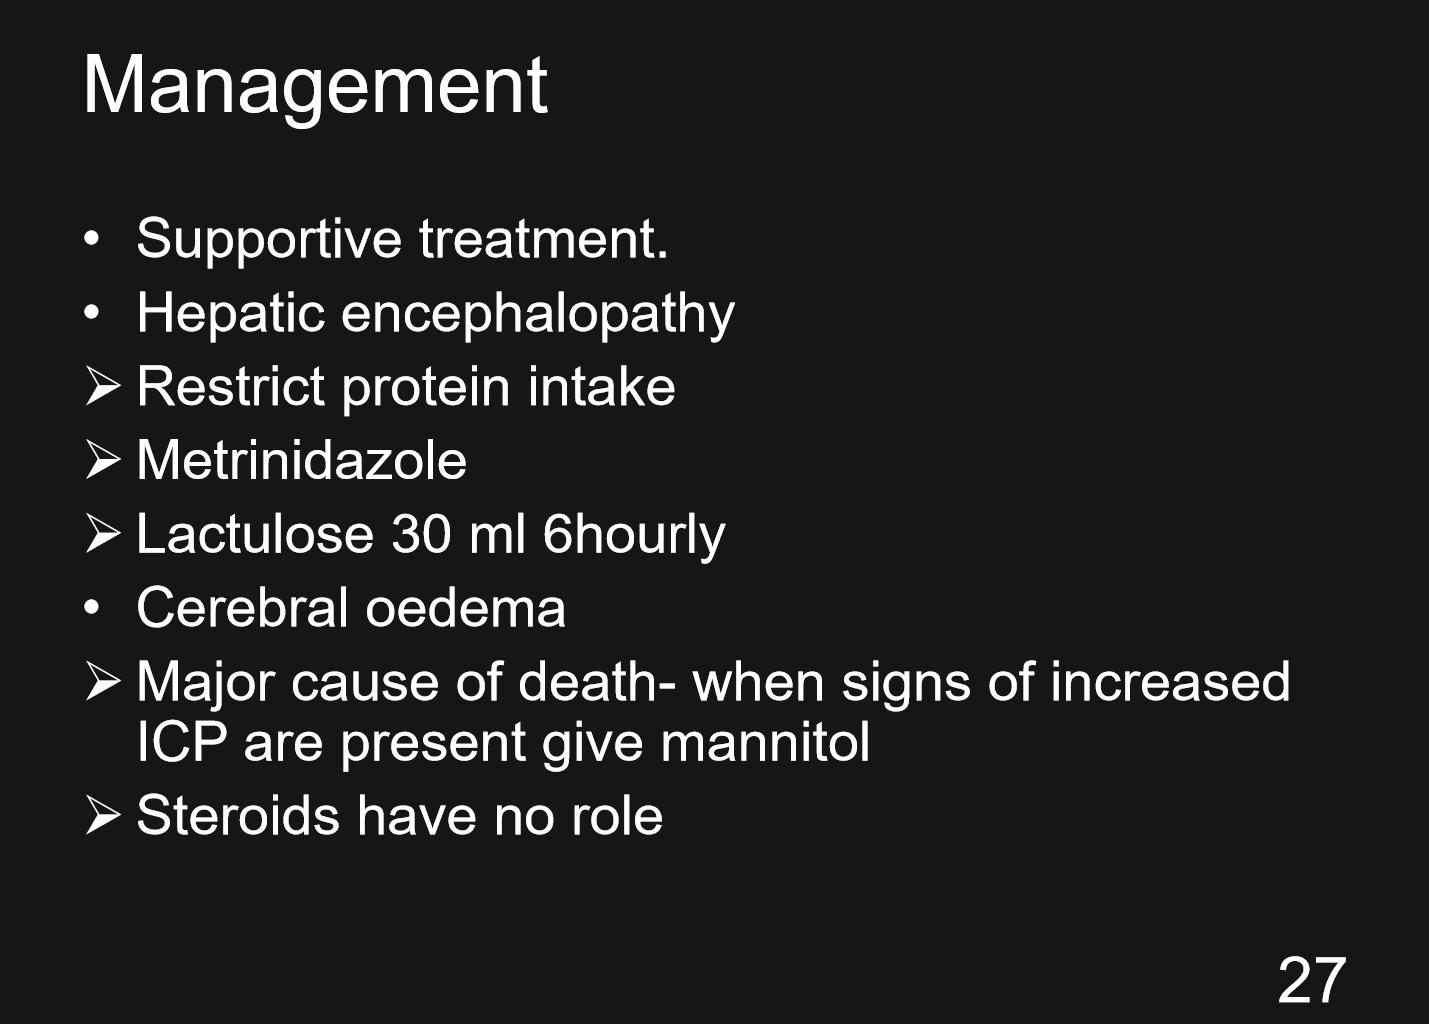 Management
• Supportive treatment.
• Hepatic encephalopathy
➢ Restrict protein intake
➢ Metrinidazole
➢ Lactulose 30 ml 6hourly
• Cerebral oedema
➢ Major cause of death- when signs of increased
ICP are present give mannitol
➢ Steroids have no role
27